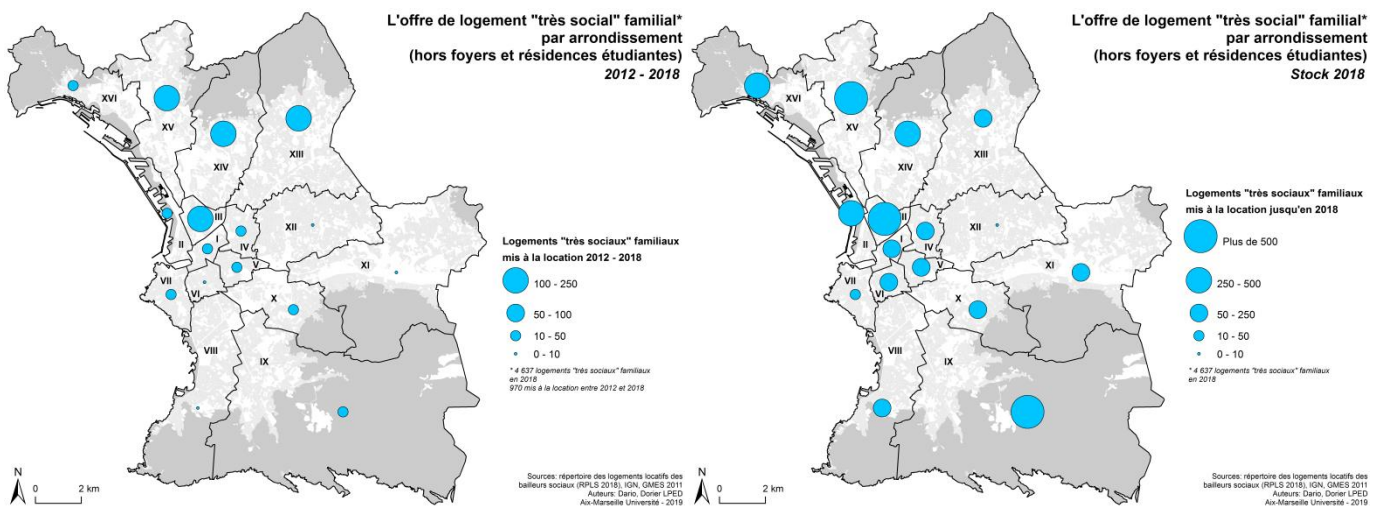 L'offre de logement "très social" familial*
par arrondissement
(hors foyers et résidences étudiantes)
2012 - 2018
XVI
XV
XIV
XIII
III
XII
II
I
IV
XI
V
VII
VI
X
VIII
IX
Logements "très sociaux" familiaux
mis à la location 2012 - 2018
100 - 250
50 - 100
10 - 50
0 - 10
* 4 637 logements "très sociaux" familiaux
en 2018
970 mis à la location entre 2012 et 2018
N
0 2 km
Sources: répertoire des logements locatifs des
bailleurs sociaux (RPLS 2018), IGN, GMES 2011
Auteurs: Dario, Dorier LPED
Aix-Marseille Université - 2019
L'offre de logement "très social" familial*
par arrondissement
(hors foyers et résidences étudiantes)
Stock 2018
XVI
XV
XIV
XIII
II
XII
II
I
IV
XI
V
VII
VI
X
VIII
IX
Logements "très sociaux" familiaux
mis à la location jusqu'en 2018
Plus de 500
250 - 500
50 - 250
10 - 50
0 - 10
* 4 637 logements "très sociaux" familiaux
en 2018
N
0 2 km
Sources: répertoire des logements locatifs des
bailleurs sociaux (RPLS 2018), IGN, GMES 2011
Auteurs: Dario, Dorier LPED
Aix-Marseille Université - 2019